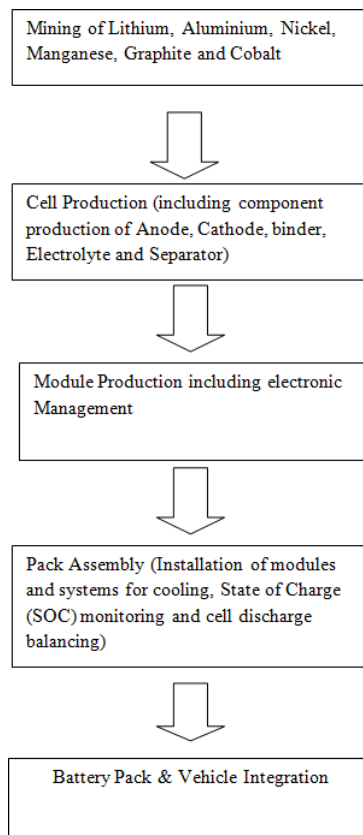 Mining of Lithium, Aluminium, Nickel,
Manganese, Graphite and Cobalt
Cell Production (including component
production of Anode, Cathode, binder,
Electrolyte and Separator)
Module Production including electronic
Management
Pack Assembly (Installation of modules
and systems for cooling, State of Charge
(SOC) monitoring and cell discharge
balancing)
Battery Pack & Vehicle Integration